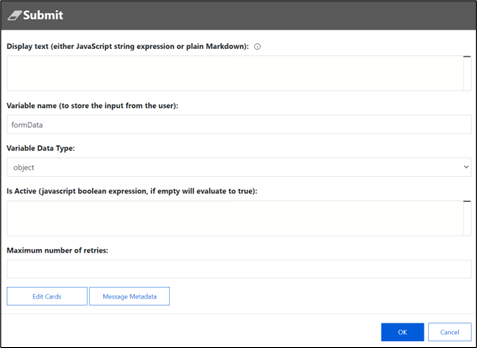 Submit
Display text (either JavaScript string expression or plain Markdown):
Variable name (to store the input from the user):
formData
Variable Data Type:
object
Is Active (javascript boolean expression, if empty will evaluate to true):
Maximum number of retries:
Edit Cards Message Metadata
OK Cancel